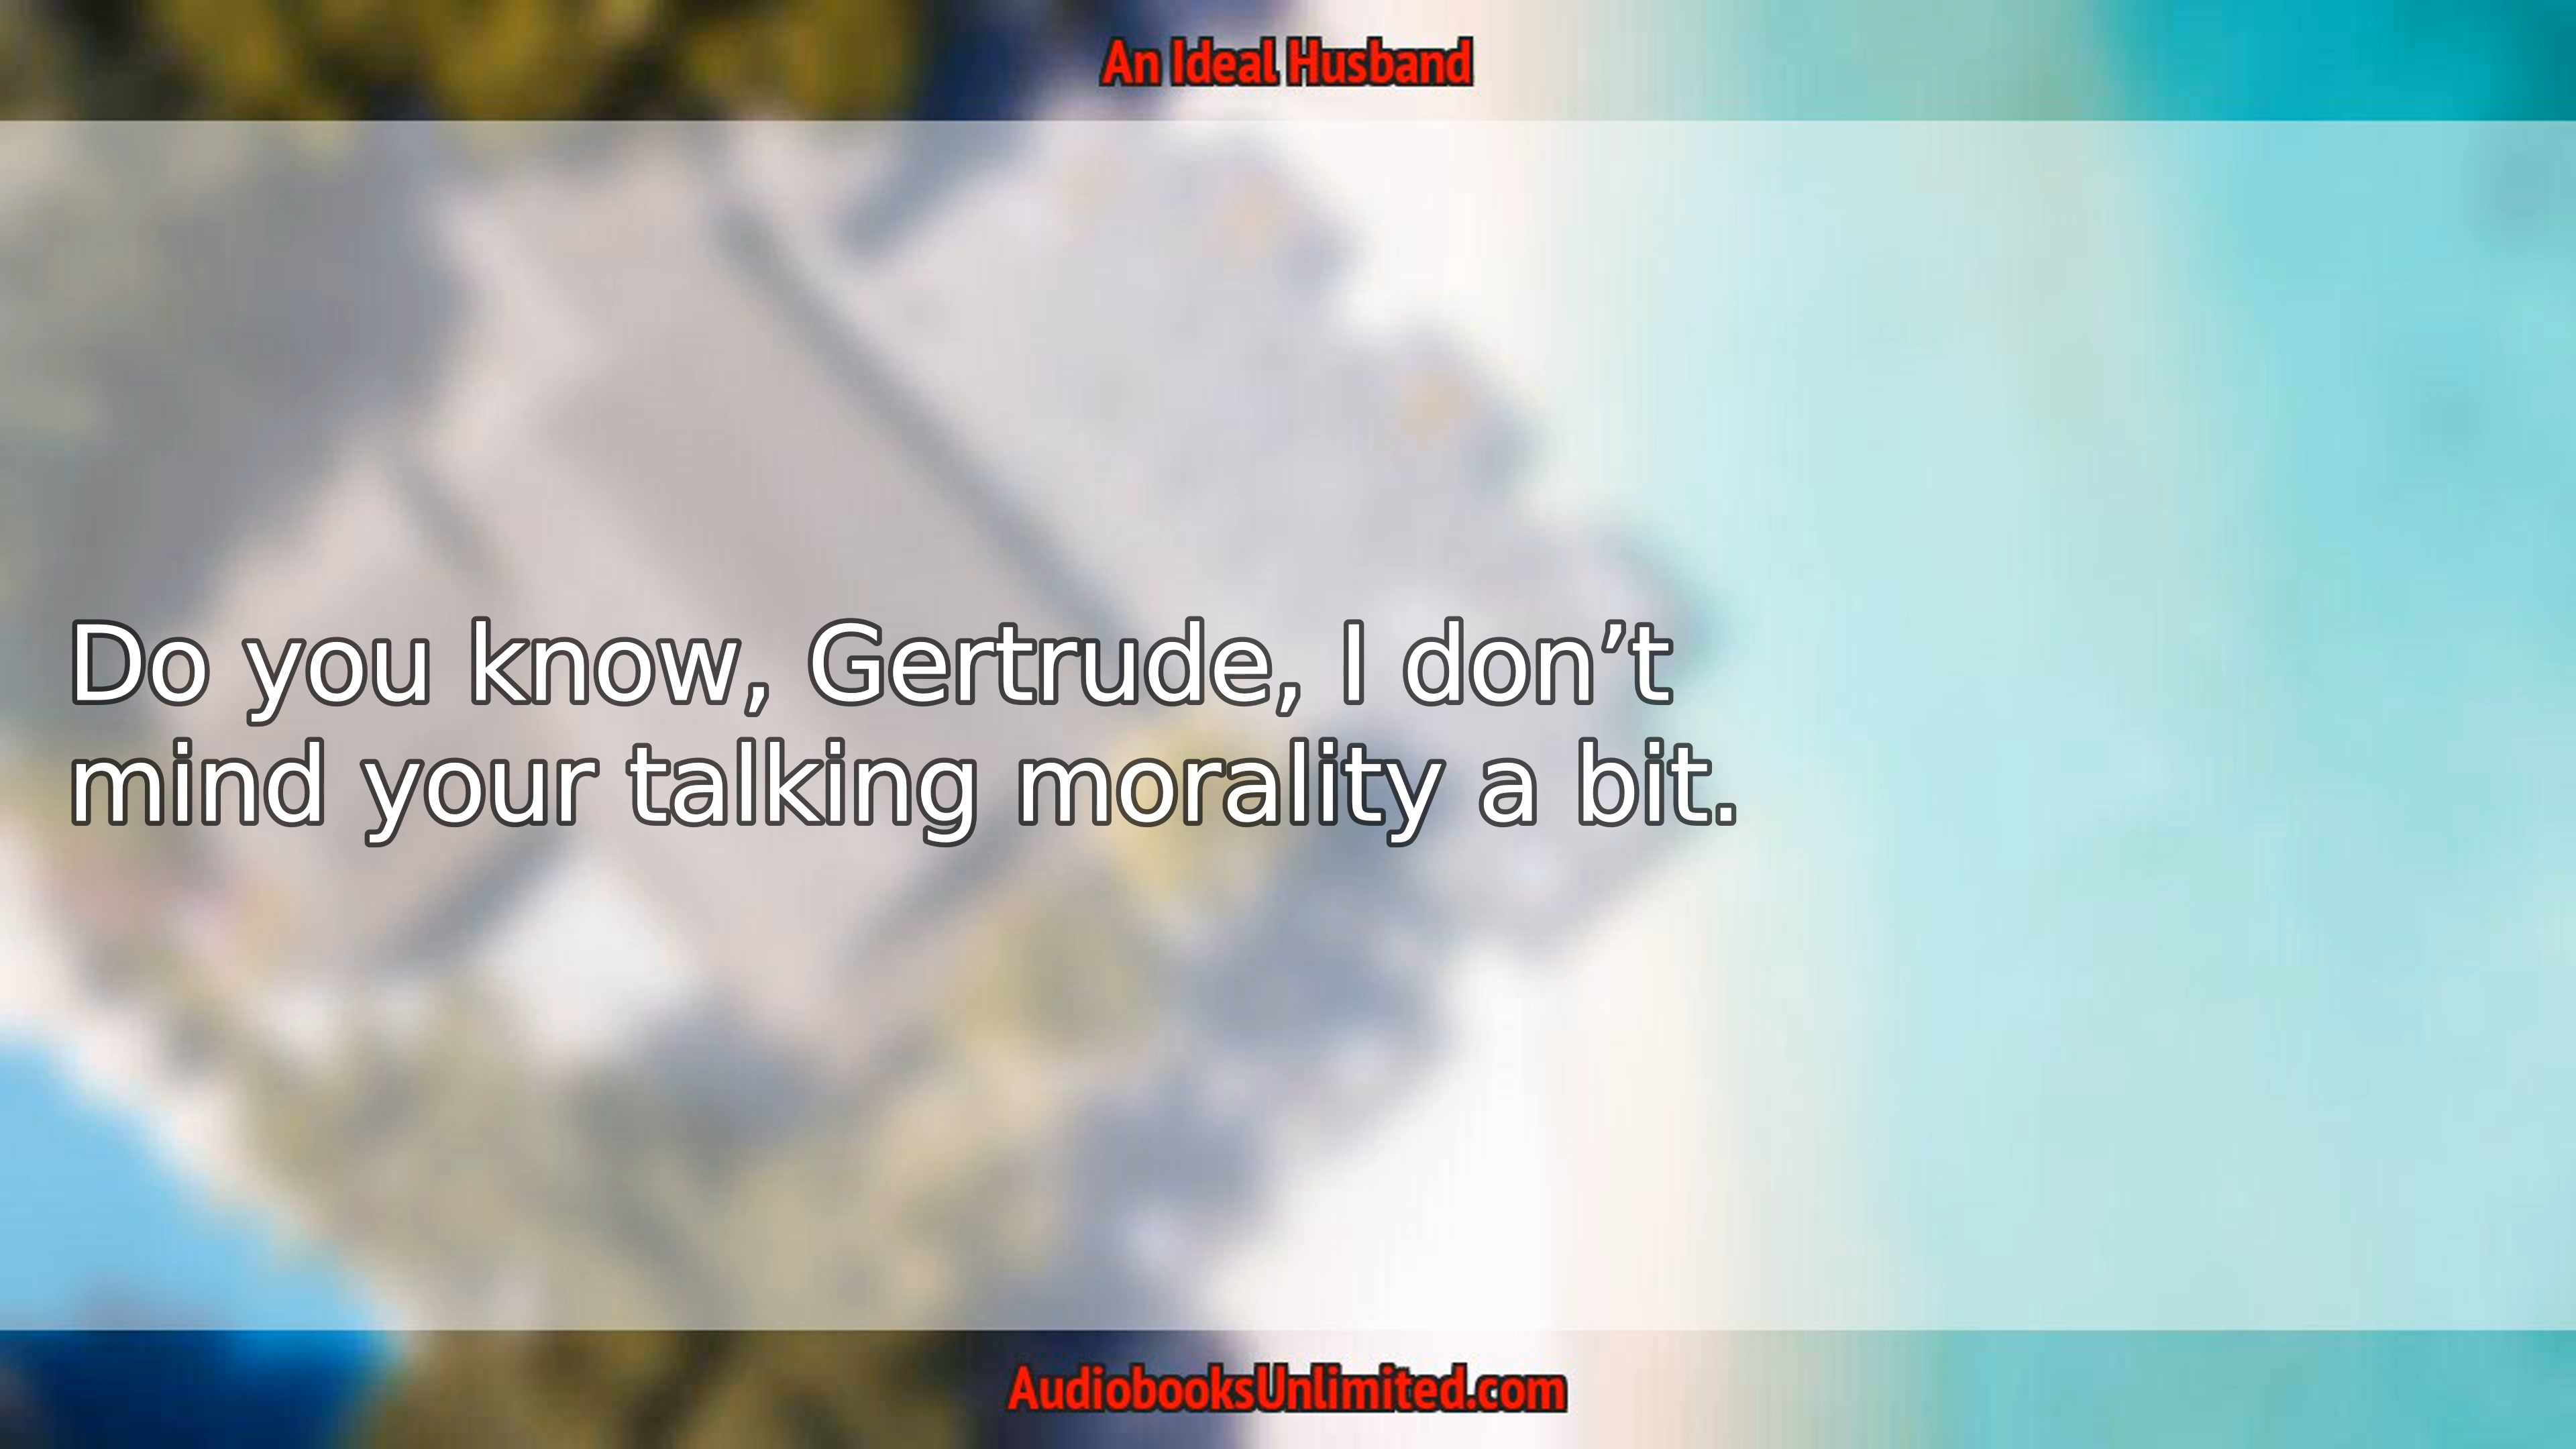 An Ideal Husband
Do you know, Gertrude, I don’t
mind your talking morality a bit.
AudiobooksUnlimited.com